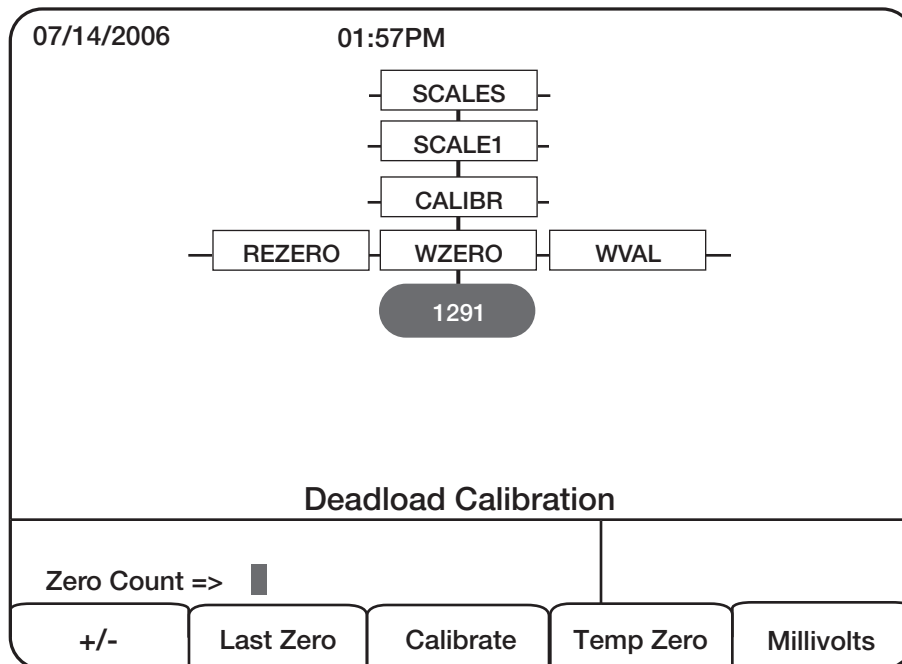 07/14/2006 01:57PM
SCALES
SCALE1
CALIBR
REZERO WZERO WVAL
1291
Deadload Calibration
Zero Count =>
+/- Last Zero Calibrate Temp Zero Millivolts